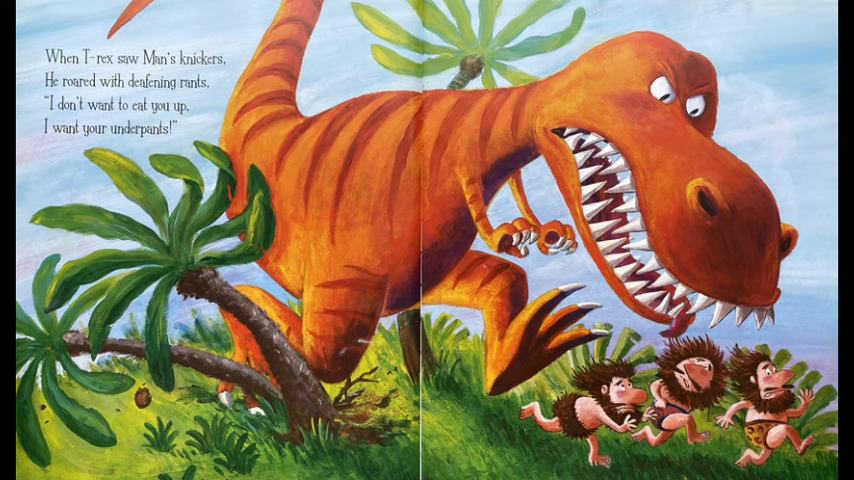 When T-rex saw Man's knickers,
He roared with deafening rants,
"I don't want to eat you up,
I want your underpants!"